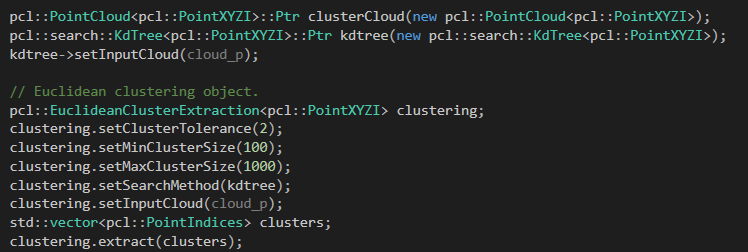 pcl::PointCloud<pcl::PointXYZI>::Ptr clusterCloud(new pcl::PointCloud<pcl::PointXYZI>);
pcl::search::KdTree<pcl::PointXYZI>::Ptr kdtree(new pcl::search::KdTree<pcl::PointXYZI>);
kdtree->setInputCloud(cloud_p);
// Euclidean clustering object.
pcl::EuclideanClusterExtraction<pcl::PointXYZI> clustering;
clustering.setClusterTolerance(2);
clustering.setMinClusterSize(100);
clustering.setMaxClusterSize(1000);
clustering.setSearchMethod(kdtree);
clustering.setInputCloud(cloud_p);
std::vector<pcl::PointIndices> clusters;
clustering.extract(clusters);